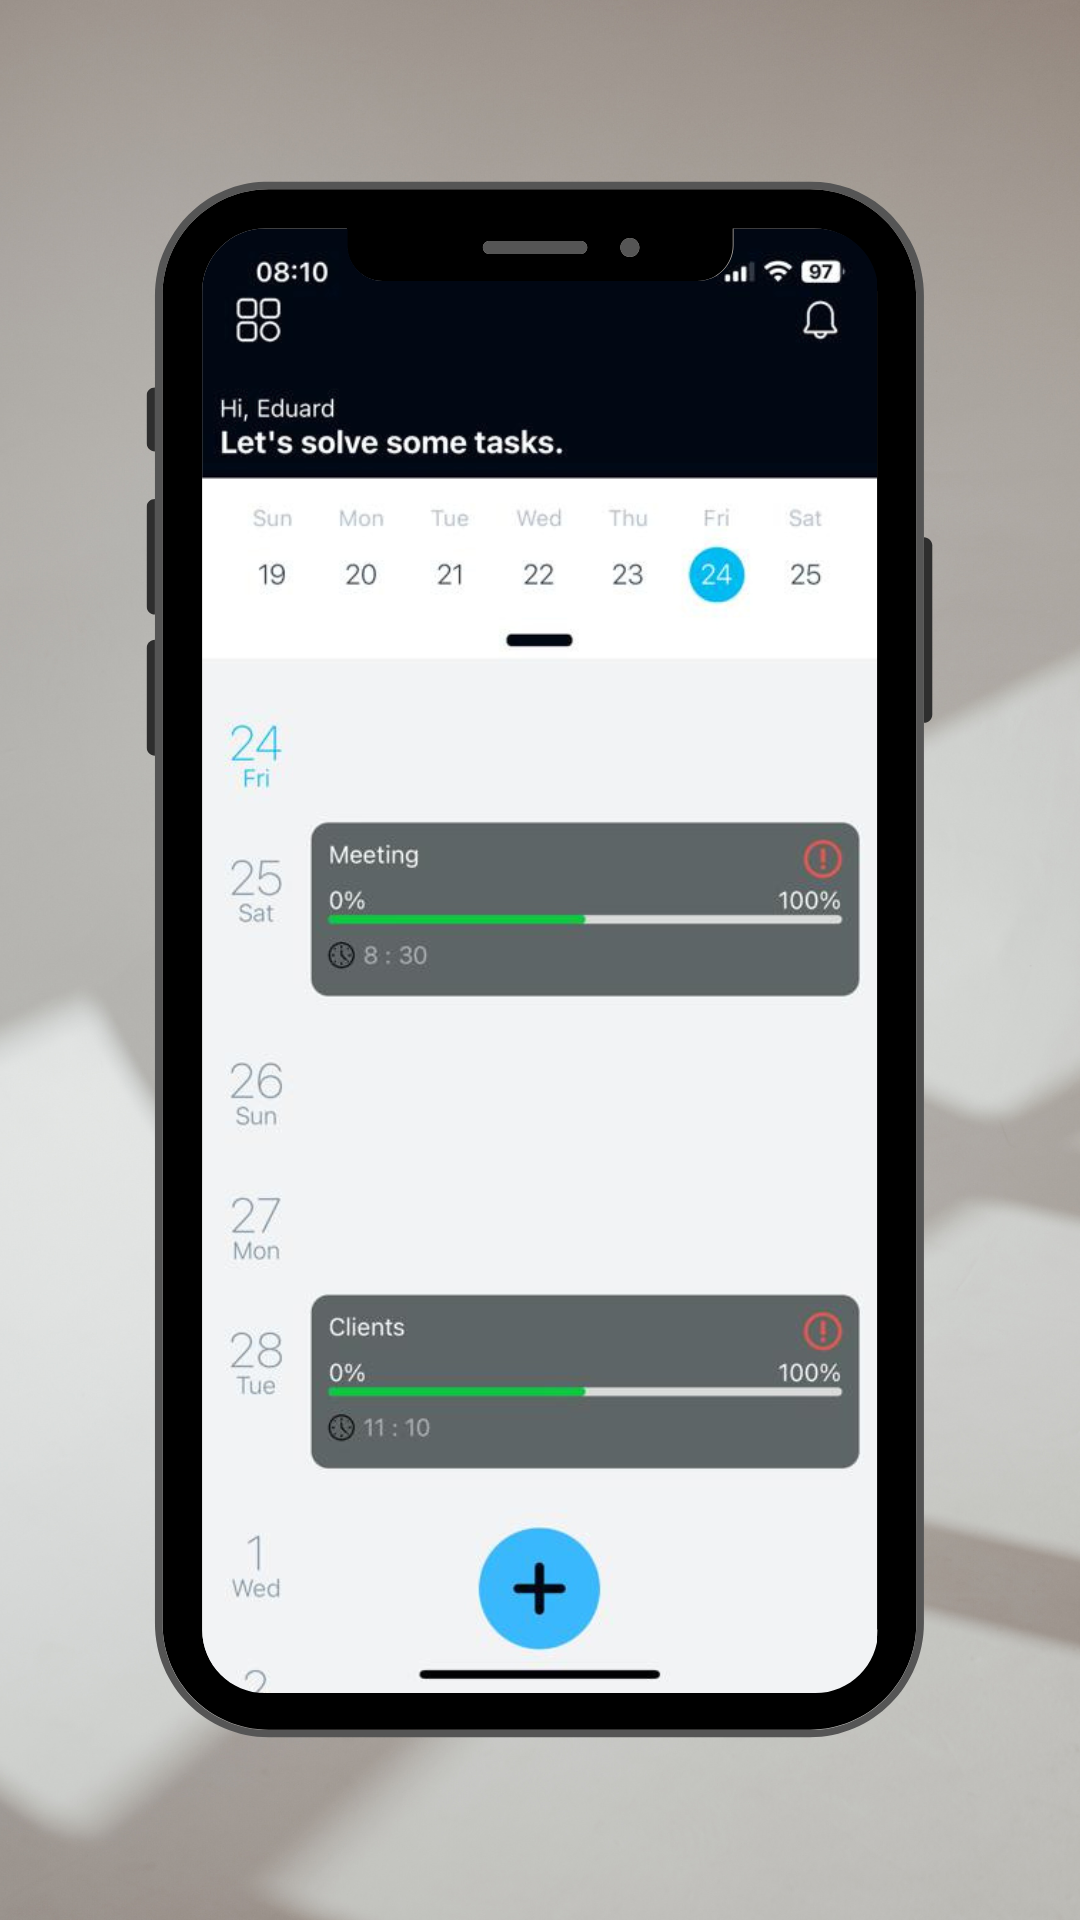 08:10
97
Hi, Eduard
Let's solve some tasks.
Sun Mon Tue Wed Thu Fri Sat
19 20 21 22 23 24 25
24
Fri
25
Sat
Meeting
0% 100%
8 : 30
26
Sun
27
Mon
28
Tue
Clients
0% 100%
11 : 10
1
Wed
2